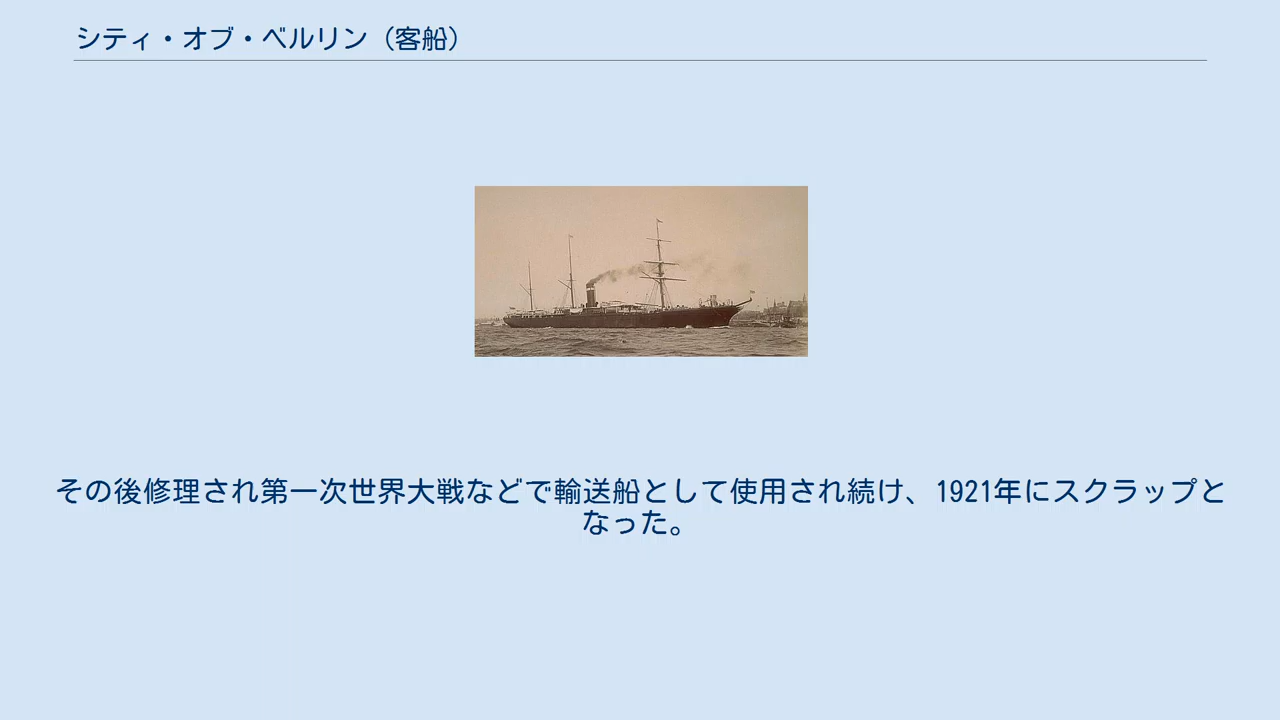 シティ・オブ・ベルリン（客船）
その後修理され第一次世界大戦などで輸送船として使用され続け、1921年にスクラップと
なった。